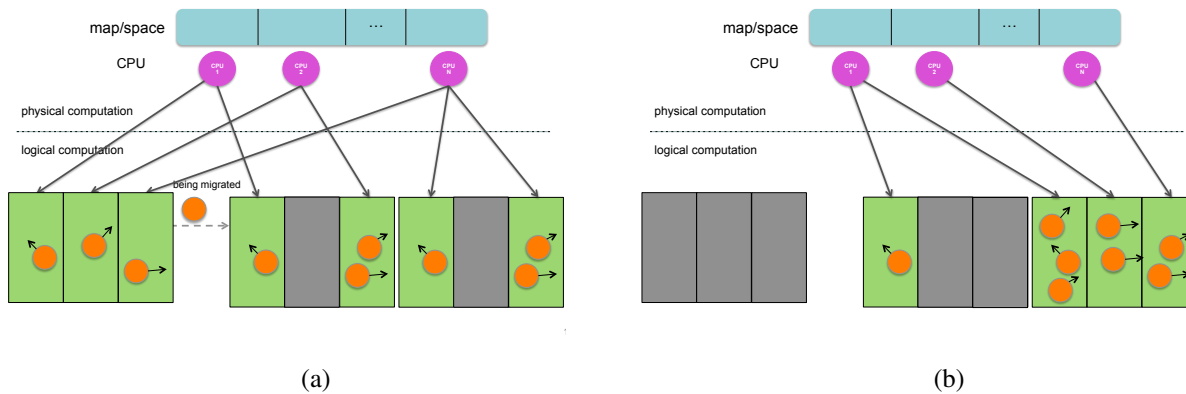 map/space
...
CPU
CPU
1
CPU
2
CPU
N
physical computation
logical computation
being migrated
(a)
map/space
...
CPU
CPU
1
CPU
2
CPU
N
physical computation
logical computation
(b)